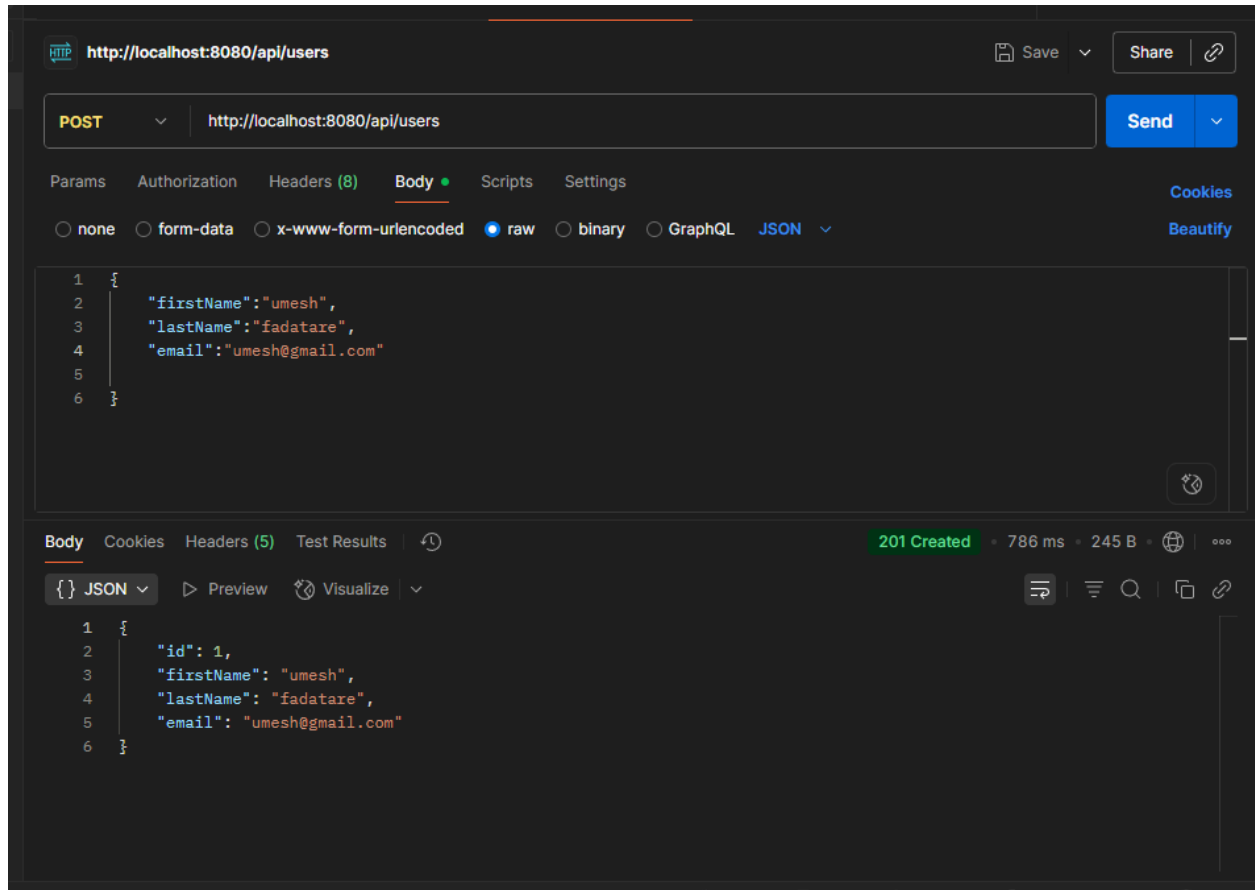 HTTP http://localhost:8080/api/users Save Share
POST http://localhost:8080/api/users Send
Params Authorization Headers (8) Body Scripts Settings Cookies
none form-data x-www-form-urlencoded raw binary GraphQL JSON Beautify
1 {
2 "firstName":"umesh",
3 "lastName":"fadatare",
4 "email":"umesh@gmail.com"
5
6 }
Body Cookies Headers (5) Test Results 201 Created • 786 ms • 245 B
{} JSON Preview Visualize
1 {
2 "id": 1,
3 "firstName": "umesh",
4 "lastName": "fadatare",
5 "email": "umesh@gmail.com"
6 }